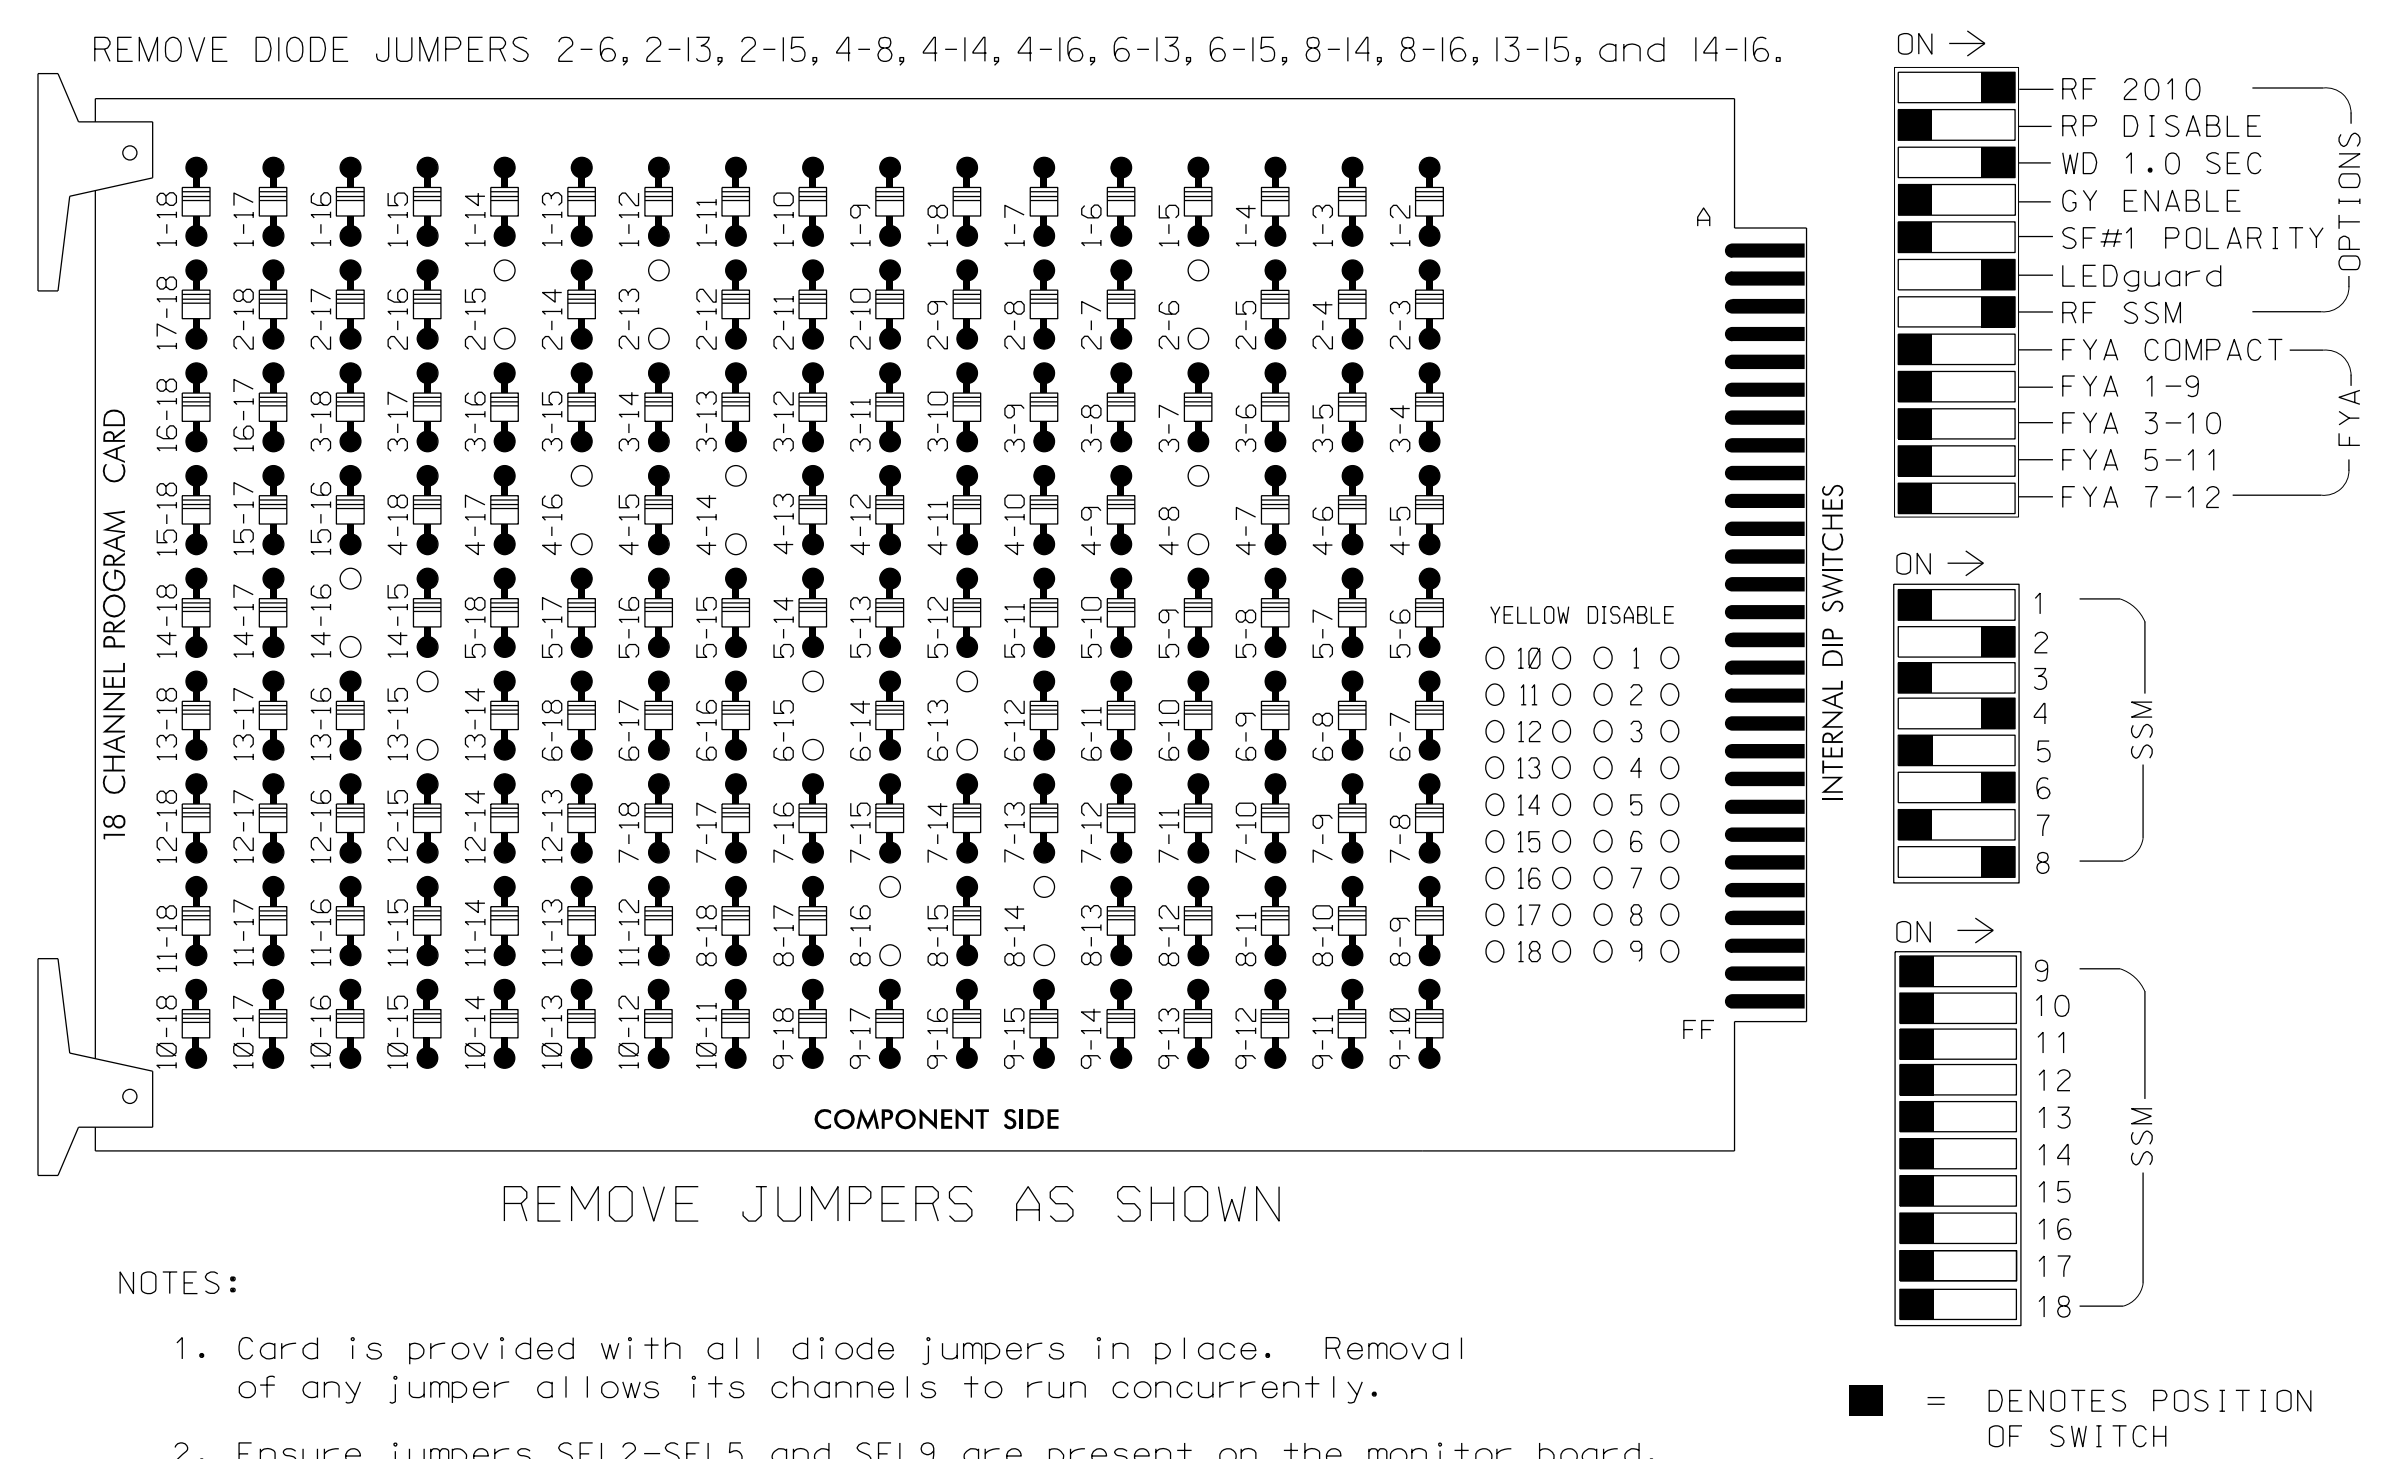 REMOVE DIODE JUMPERS 2-6, 2-13, 2-15, 4-8, 4-14, 4-16, 6-13, 6-15, 8-14, 8-16, 13-15, and 14-16.
18 CHANNEL PROGRAM CARD
1-18 1-17 1-16 1-15 1-14 1-13 1-12 1-11 1-10 1-9 1-8 1-7 1-6 1-5 1-4 1-3 1-2
17-18 2-18 2-17 2-16 2-15 2-14 2-13 2-12 2-11 2-10 2-9 2-8 2-7 2-6 2-5 2-4 2-3
16-18 16-17 3-18 3-17 3-16 3-15 3-14 3-13 3-12 3-11 3-10 3-9 3-8 3-7 3-6 3-5 3-4
15-18 15-17 15-16 4-18 4-17 4-16 4-15 4-14 4-13 4-12 4-11 4-10 4-9 4-8 4-7 4-6 4-5
14-18 14-17 14-16 14-15 5-18 5-17 5-16 5-15 5-14 5-13 5-12 5-11 5-10 5-9 5-8 5-7 5-6
13-18 13-17 13-16 13-15 13-14 6-18 6-17 6-16 6-15 6-14 6-13 6-12 6-11 6-10 6-9 6-8 6-7
12-18 12-17 12-16 12-15 12-14 12-13 7-18 7-17 7-16 7-15 7-14 7-13 7-12 7-11 7-10 7-9 7-8
11-18 11-17 11-16 11-15 11-14 11-13 11-12 8-18 8-17 8-16 8-15 8-14 8-13 8-12 8-11 8-10 8-9
10-18 10-17 10-16 10-15 10-14 10-13 10-12 10-11 9-18 9-17 9-16 9-15 9-14 9-13 9-12 9-11 9-10
A
YELLOW DISABLE
10 1
11 2
12 3
13 4
14 5
15 6
16 7
17 8
18 9
FF
COMPONENT SIDE
INTERNAL DIP SWITCHES
ON
RF 2010
RP DISABLE
WD 1.0 SEC
GY ENABLE
SF#1 POLARITY
LEDguard
RF SSM
OPTIONS
FYA COMPACT
FYA 1-9
FYA 3-10
FYA 5-11
FYA 7-12
FYA
ON
1
2
3
4
5
6
7
8
SSM
ON
9
10
11
12
13
14
15
16
17
18
SSM
REMOVE JUMPERS AS SHOWN
NOTES:
1. Card is provided with all diode jumpers in place. Removal
of any jumper allows its channels to run concurrently.
2. Ensure jumpers SEL2-SEL5 and SEL9 are present on the monitor board.
= DENOTES POSITION
OF SWITCH